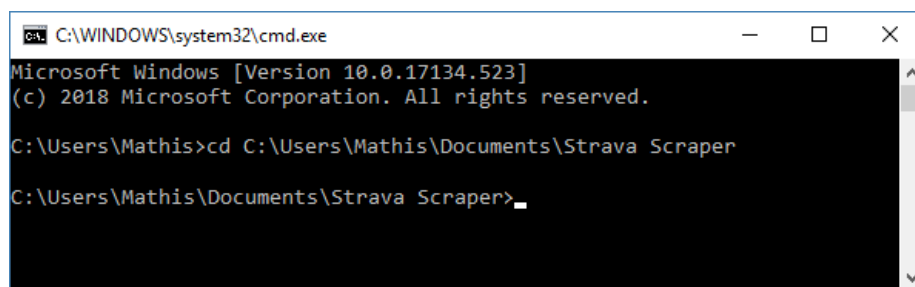 C:\WINDOWS\system32\cmd.exe
Microsoft Windows [Version 10.0.17134.523]
(c) 2018 Microsoft Corporation. All rights reserved.
C:\Users\Mathis>cd C:\Users\Mathis\Documents\Strava Scraper
C:\Users\Mathis\Documents\Strava Scraper>